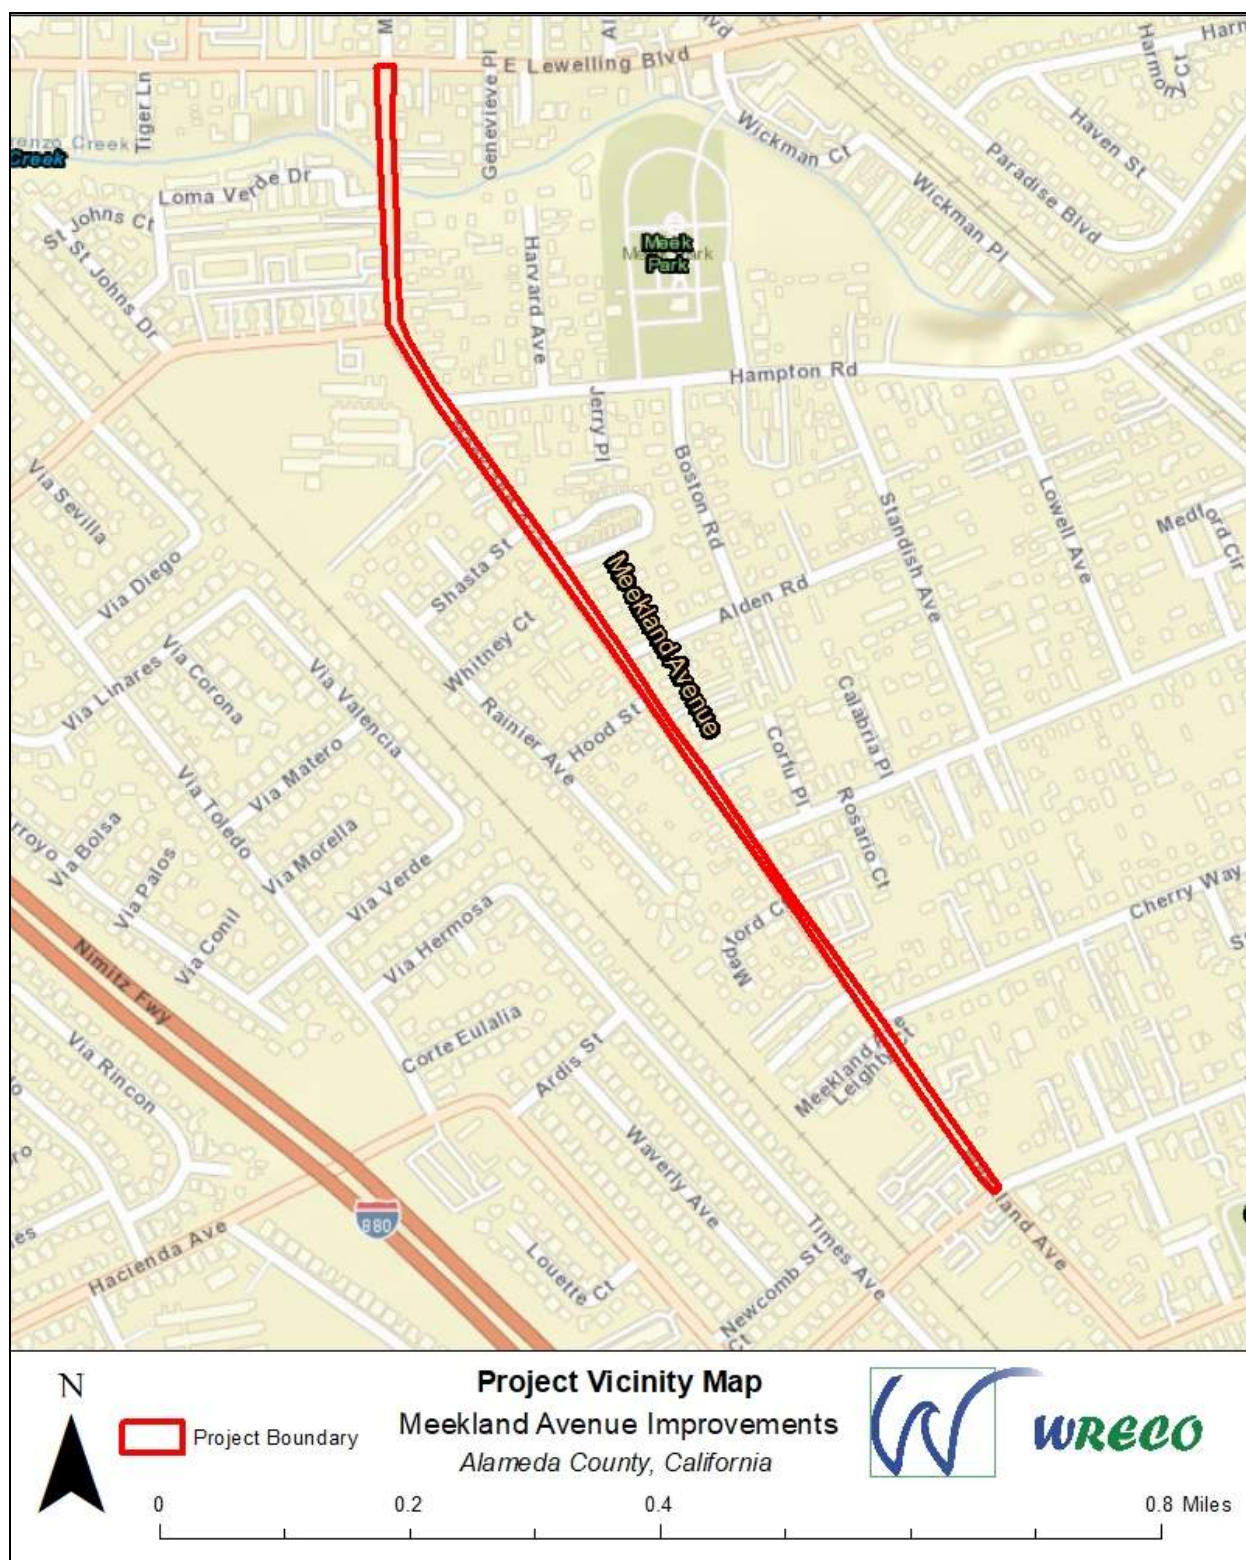 M
Al
Blvd
E Lewelling Blvd
Harmon
Ct
Tiger Ln
Genevieve Pl
Creek
Creek
Haven St
Wickman Ct
Paradise Blvd
Loma Verde Dr
Wickman Pl
St Johns Ct
St Johns Dr
Harvard Ave
Meek
Park
Hampton Rd
Jerry Pl
Boston Rd
Via Sevilla
Standish Ave
Lowell Ave
Medford Cir
Via Diego
Shasta St
Alden Rd
Meekland Avenue
Whitney Ct
Via Linares
Via Corona
Via Valencia
Rainier Ave
Hood St
Calabria Pl
Corfu Pl
Via Matero
Via Toledo
Rosario Ct
Via Bolsa
Via Morella
Via Palos
Via Verde
Cherry Way
Via Conil
Via Hermosa
Nimitz Fwy
Corte Eulalia
Ardis St
Via Rincon
Meekland
Waverly Ave
880
Hacienda Ave
land Ave
Louette Ct
Newcomb St
Times Ave
Ct
N
Project Boundary
Project Vicinity Map
Meekland Avenue Improvements
Alameda County, California
WRECO
0 0.2 0.4 0.8 Miles